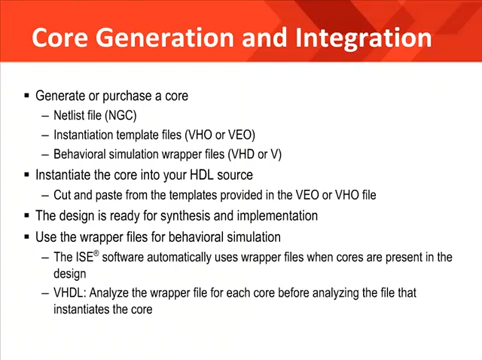 Core Generation and Integration
▪ Generate or purchase a core
– Netlist file (NGC)
– Instantiation template files (VHO or VEO)
– Behavioral simulation wrapper files (VHD or V)
▪ Instantiate the core into your HDL source
– Cut and paste from the templates provided in the VEO or VHO file
▪ The design is ready for synthesis and implementation
▪ Use the wrapper files for behavioral simulation
– The ISE® software automatically uses wrapper files when cores are present in the
design
– VHDL: Analyze the wrapper file for each core before analyzing the file that
instantiates the core